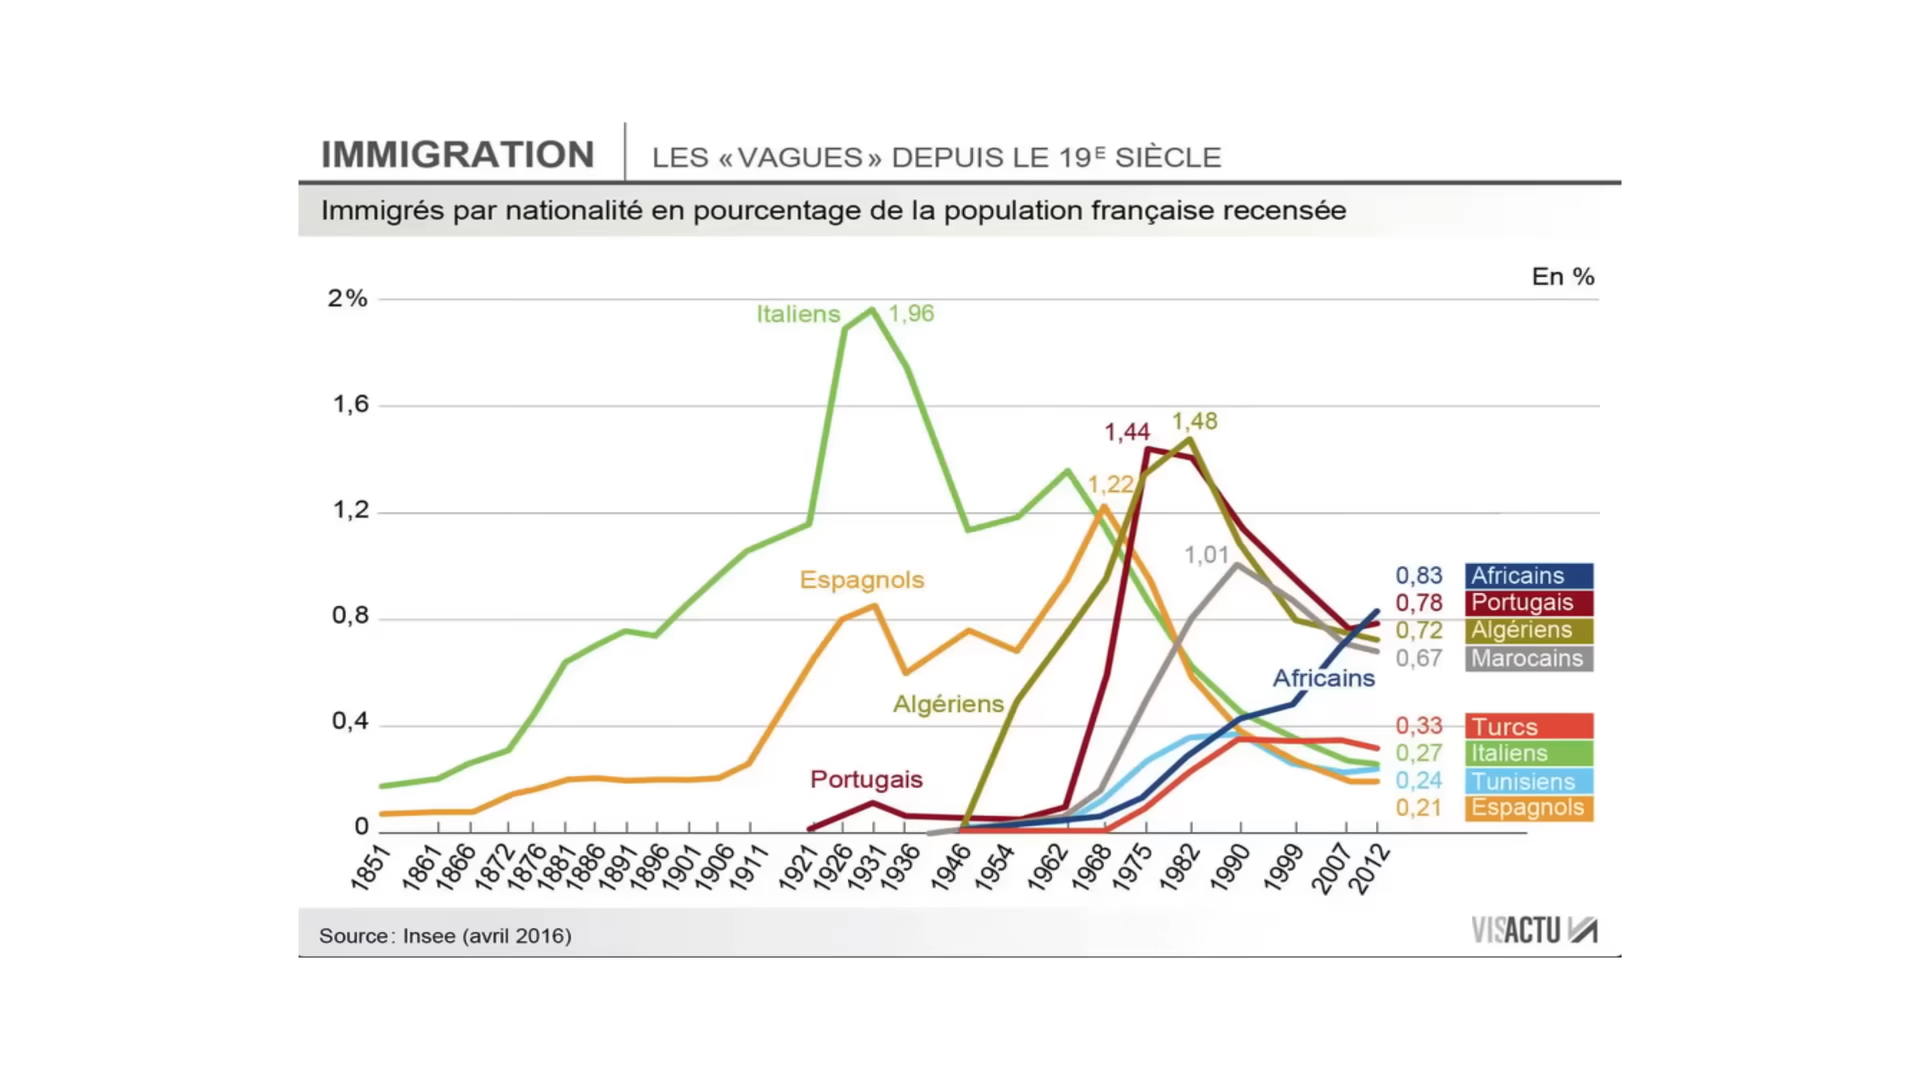 IMMIGRATION LES « VAGUES » DEPUIS LE 19E SIÈCLE
Immigrés par nationalité en pourcentage de la population française recensée
En %
2%
1,6
1,2
0,8
0,4
0
Italiens 1,96
1,44
1,48
1,22
1,01
Espagnols
Algériens
Portugais
Africains
0,83 Africains
0,78 Portugais
0,72 Algériens
0,67 Marocains
0,33 Turcs
0,27 Italiens
0,24 Tunisiens
0,21 Espagnols
1851 1861 1866 1872 1876 1881 1886 1891 1896 1901 1906 1911 1921 1926 1931 1936 1946 1954 1962 1968 1975 1982 1990 1999 2007 2012
Source: Insee (avril 2016)
VISACTU